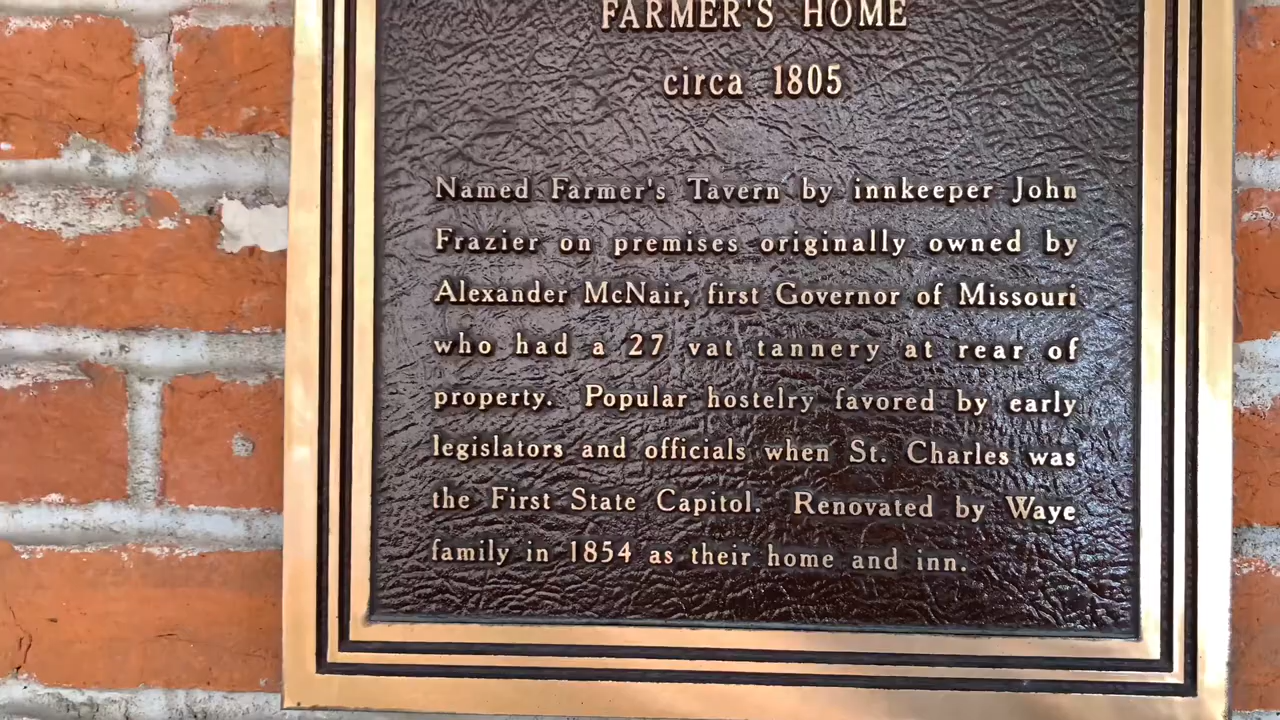 FARMER'S HOME
circa 1805
Named Farmer's Tavern by innkeeper John
Frazier on premises originally owned by
Alexander McNair, first Governor of Missouri
who had a 27 vat tannery at rear of
property. Popular hostelry favored by early
legislators and officials when St. Charles was
the First State Capitol. Renovated by Waye
family in 1854 as their home and inn.